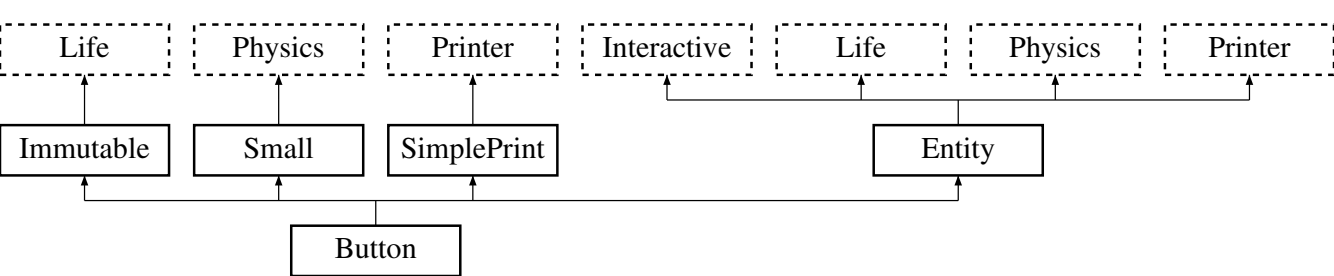 Life Physics Printer Interactive Life Physics Printer
Immutable Small SimplePrint Entity
Button